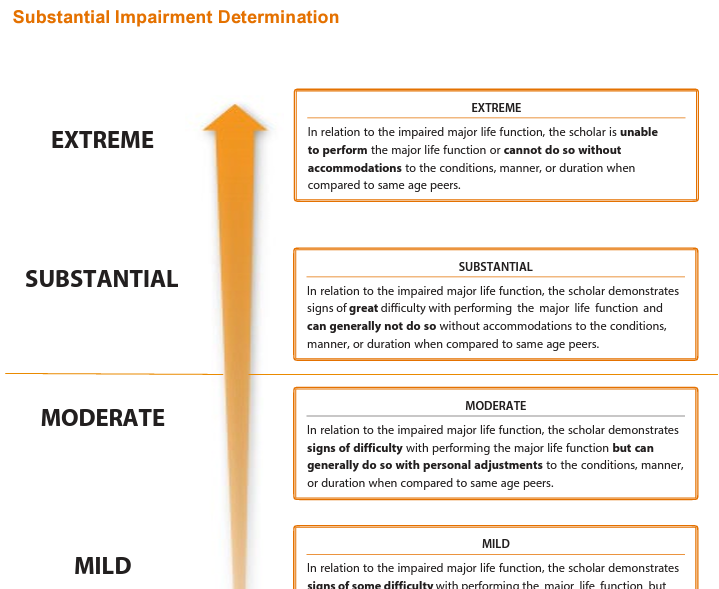 Substantial Impairment Determination
EXTREME
EXTREME
In relation to the impaired major life function, the scholar is unable
to perform the major life function or cannot do so without
accommodations to the conditions, manner, or duration when
compared to same age peers.
SUBSTANTIAL
SUBSTANTIAL
In relation to the impaired major life function, the scholar demonstrates
signs of great difficulty with performing the major life function and
can generally not do so without accommodations to the conditions,
manner, or duration when compared to same age peers.
MODERATE
MODERATE
In relation to the impaired major life function, the scholar demonstrates
signs of difficulty with performing the major life function but can
generally do so with personal adjustments to the conditions, manner,
or duration when compared to same age peers.
MILD
MILD
In relation to the impaired major life function, the scholar demonstrates
signs of some difficulty with performing the major life function but